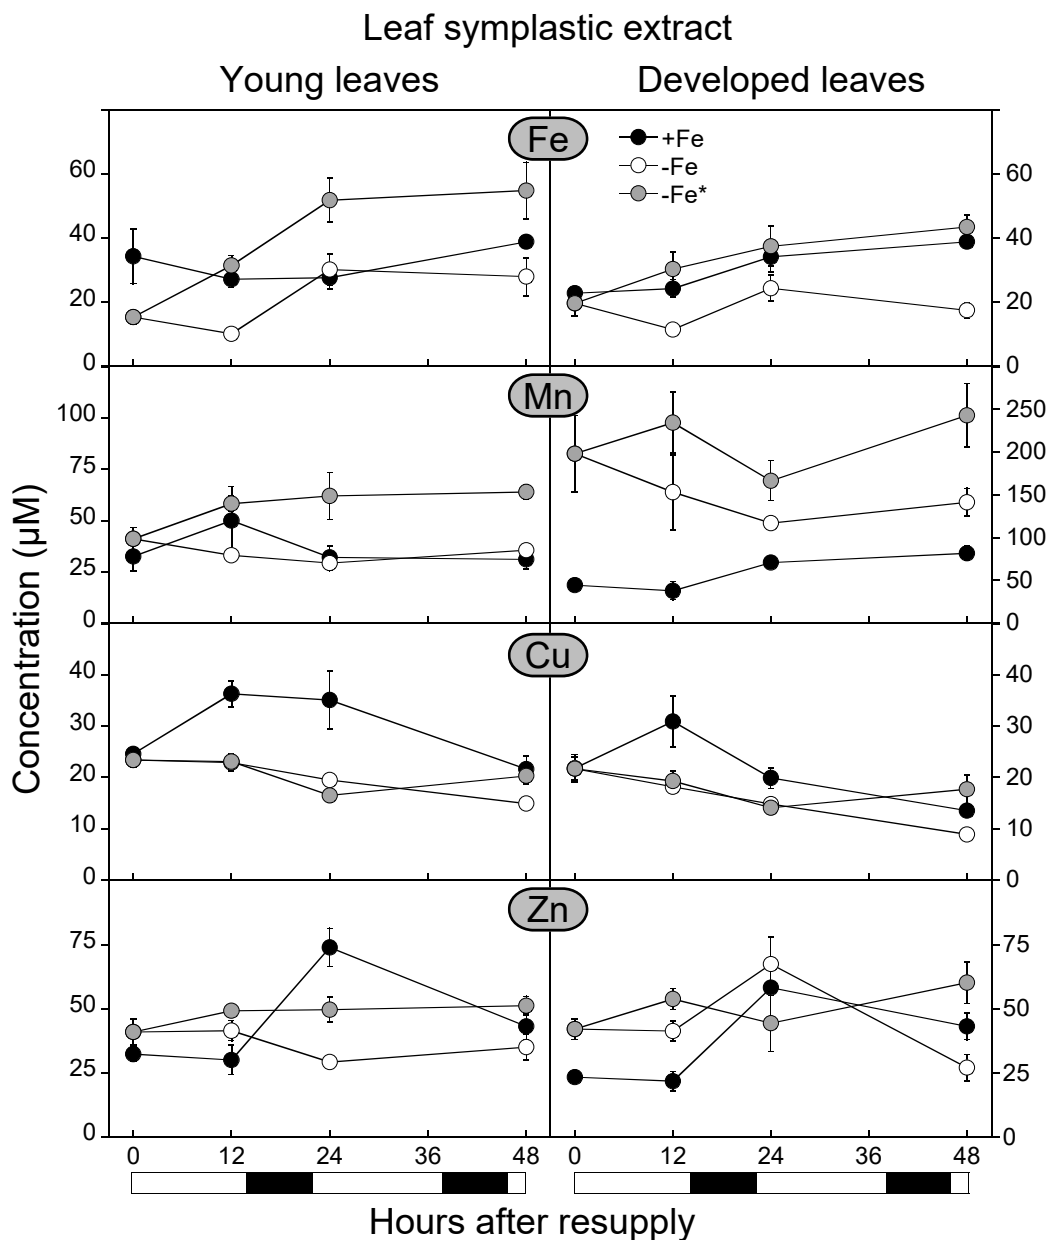 Leaf symplastic extract
Young leaves
Developed leaves
Fe
+Fe
-Fe
-Fe*
60
40
20
0
60
40
20
0
Mn
100
75
50
25
0
250
200
150
100
50
0
Cu
40
30
20
10
0
40
30
20
10
0
Zn
75
50
25
0
75
50
25
0
Concentration (µM)
0 12 24 36 48
0 12 24 36 48
Hours after resupply